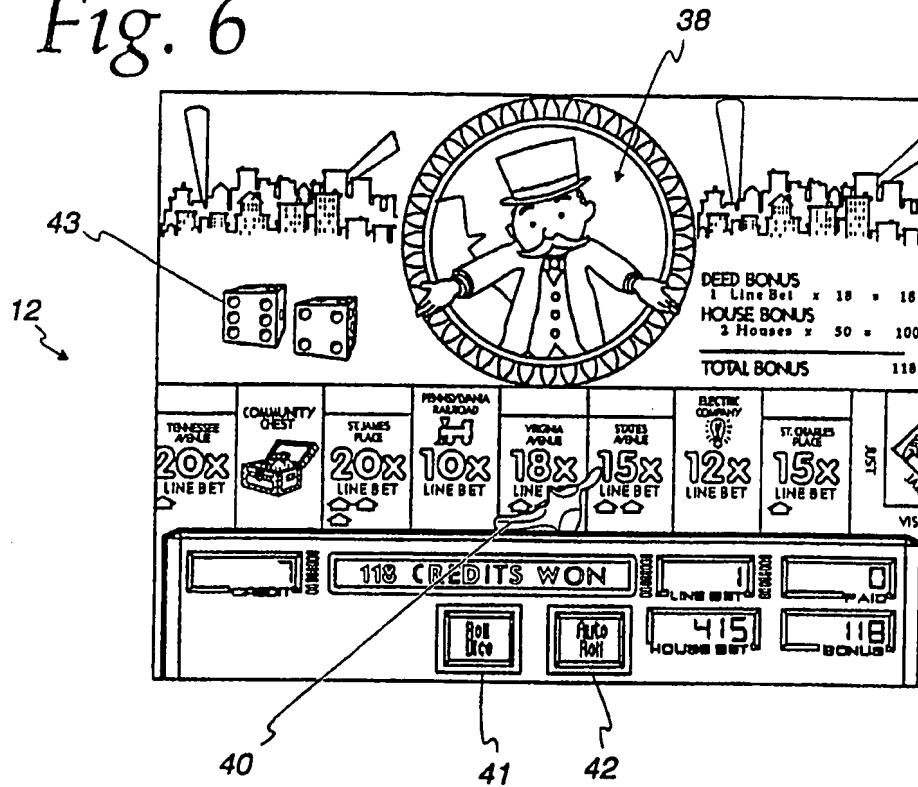 Fig. 6
38
43
12
DEED BONUS
1 Line Bet x 18 = 18
HOUSE BONUS
2 Houses x 50 = 100
TOTAL BONUS 118
TENNESSEE AVENUE
20x
LINE BET
COMMUNITY CHEST
ST. JAMES PLACE
20x
LINE BET
PENNSYLVANIA RAILROAD
10x
LINE BET
VIRGINIA AVENUE
18x
LINE BET
STATES AVENUE
15x
LINE BET
ELECTRIC COMPANY
12x
LINE BET
ST. CHARLES PLACE
15x
LINE BET
JUST
VIS
CREDIT
118 CREDITS WON
1
LINE BET
0
PAID
Roll Dice
Auto Roll
415
HOUSE BET
118
BONUS
40
41
42